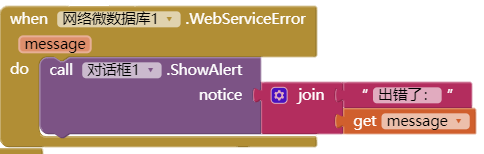 when 网络微数据库1 .WebServiceError
message
do call 对话框1 .ShowAlert
notice join “ 出错了： ”
get message